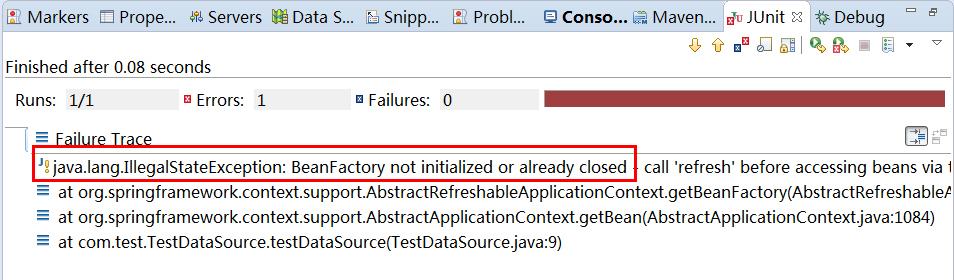 Markers Prope... Servers Data S... Snipp... Probl... Conso... Maven... JUnit Debug
Finished after 0.08 seconds
Runs: 1/1 Errors: 1 Failures: 0
Failure Trace
java.lang.IllegalStateException: BeanFactory not initialized or already closed - call 'refresh' before accessing beans via
at org.springframework.context.support.AbstractRefreshableApplicationContext.getBeanFactory(AbstractRefreshable
at org.springframework.context.support.AbstractApplicationContext.getBean(AbstractApplicationContext.java:1084)
at com.test.TestDataSource.testDataSource(TestDataSource.java:9)